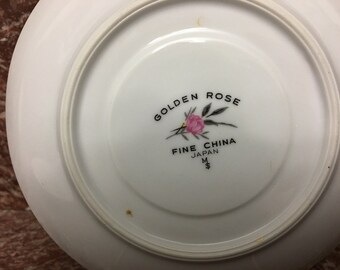 GOLDEN ROSE
FINE CHINA
JAPAN
M